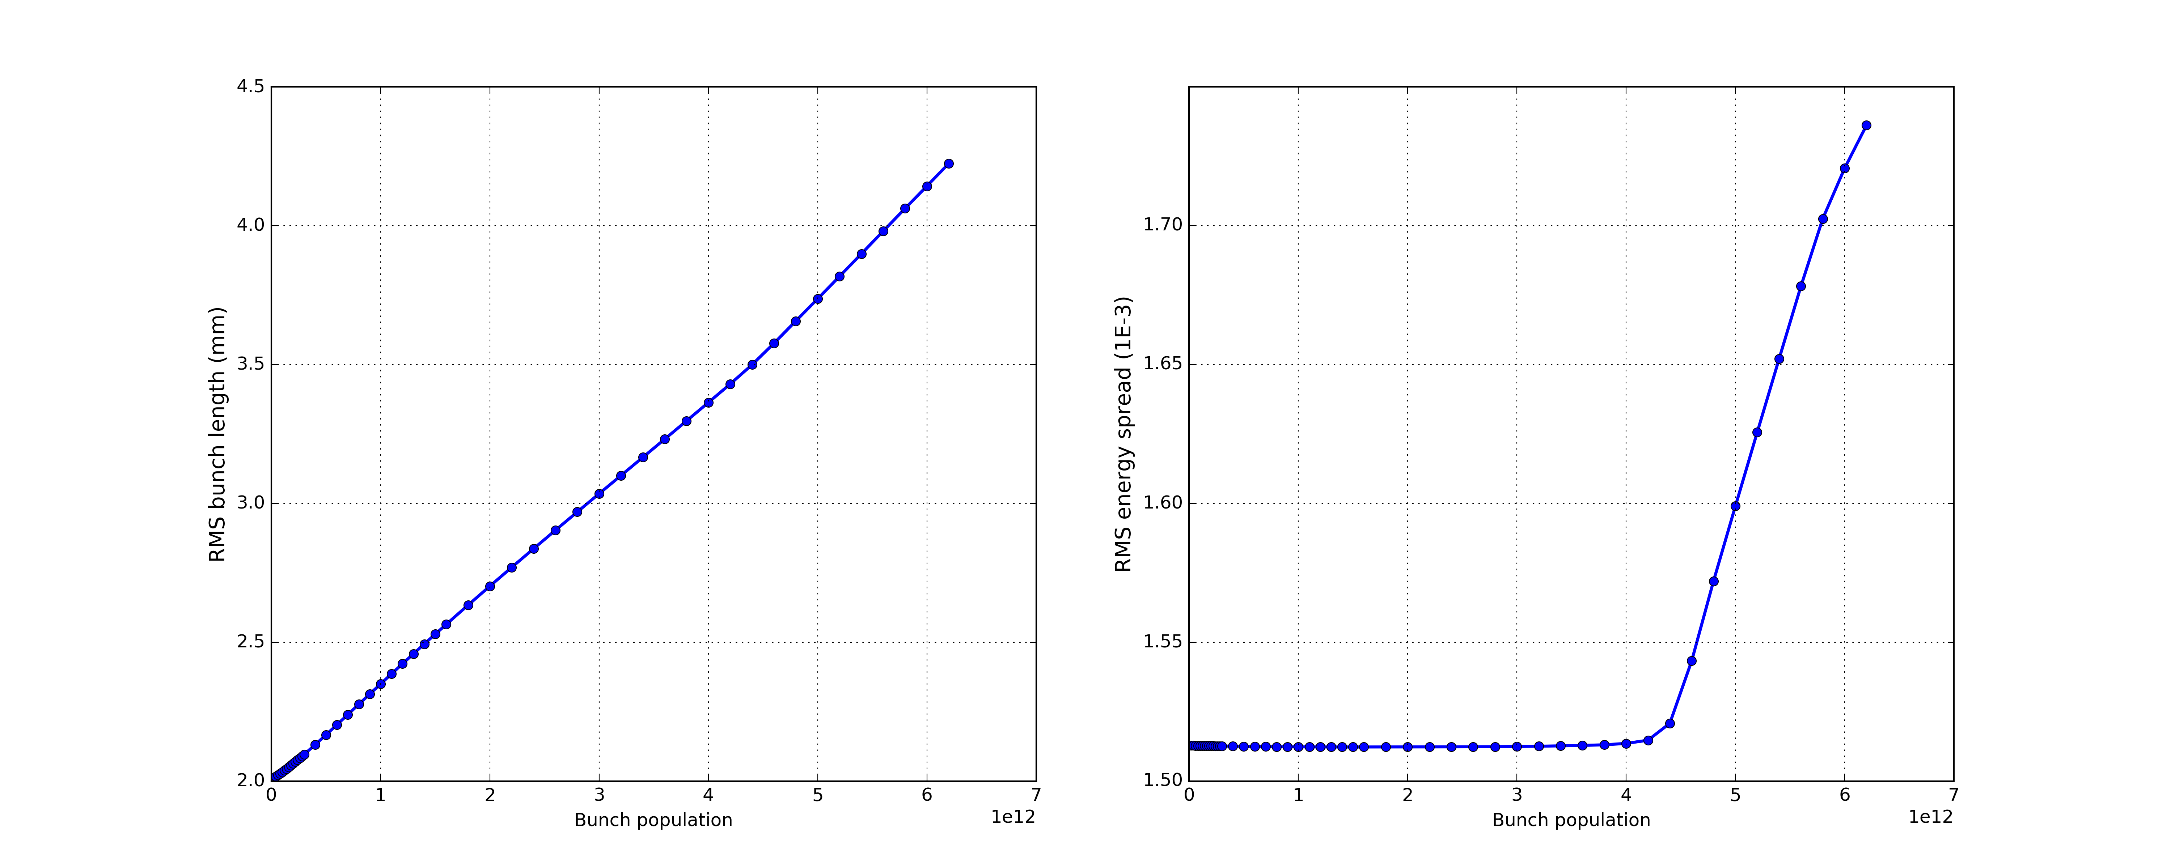 4.5
4.0
3.5
3.0
2.5
2.0
RMS bunch length (mm)
0 1 2 3 4 5 6 7
1e12
Bunch population
1.70
1.65
1.60
1.55
1.50
RMS energy spread (1E-3)
0 1 2 3 4 5 6 7
1e12
Bunch population